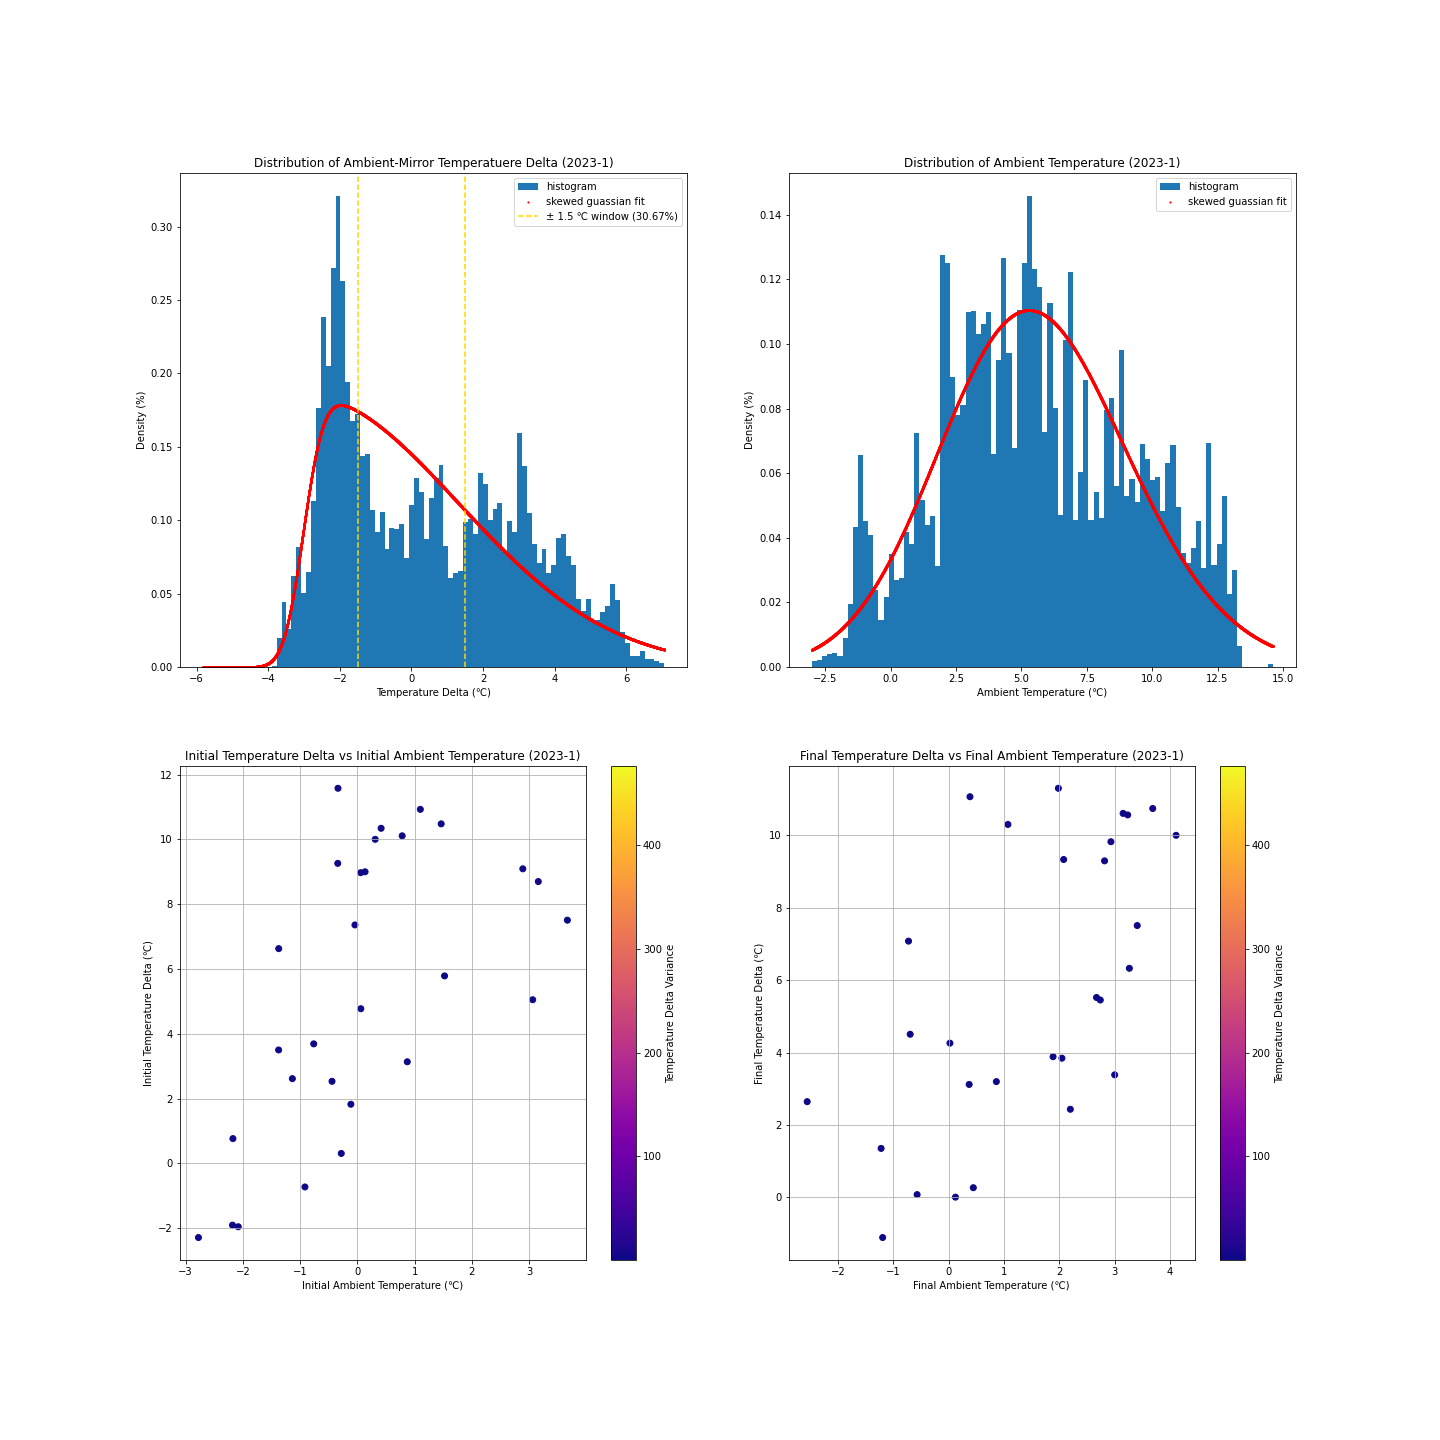 Distribution of Ambient-Mirror Temperatuere Delta (2023-1)
histogram
skewed guassian fit
± 1.5 ℃ window (30.67%)
Density (%)
0.30
0.25
0.20
0.15
0.10
0.05
0.00
−6 −4 −2 0 2 4 6
Temperature Delta (℃)
Distribution of Ambient Temperature (2023-1)
histogram
skewed guassian fit
Density (%)
0.14
0.12
0.10
0.08
0.06
0.04
0.02
0.00
−2.5 0.0 2.5 5.0 7.5 10.0 12.5 15.0
Ambient Temperature (℃)
Initial Temperature Delta vs Initial Ambient Temperature (2023-1)
Initial Temperature Delta (℃)
12
10
8
6
4
2
0
−2
−3 −2 −1 0 1 2 3
Initial Ambient Temperature (℃)
400
300
200
100
Temperature Delta Variance
Final Temperature Delta vs Final Ambient Temperature (2023-1)
Final Temperature Delta (℃)
10
8
6
4
2
0
−2 −1 0 1 2 3 4
Final Ambient Temperature (℃)
400
300
200
100
Temperature Delta Variance